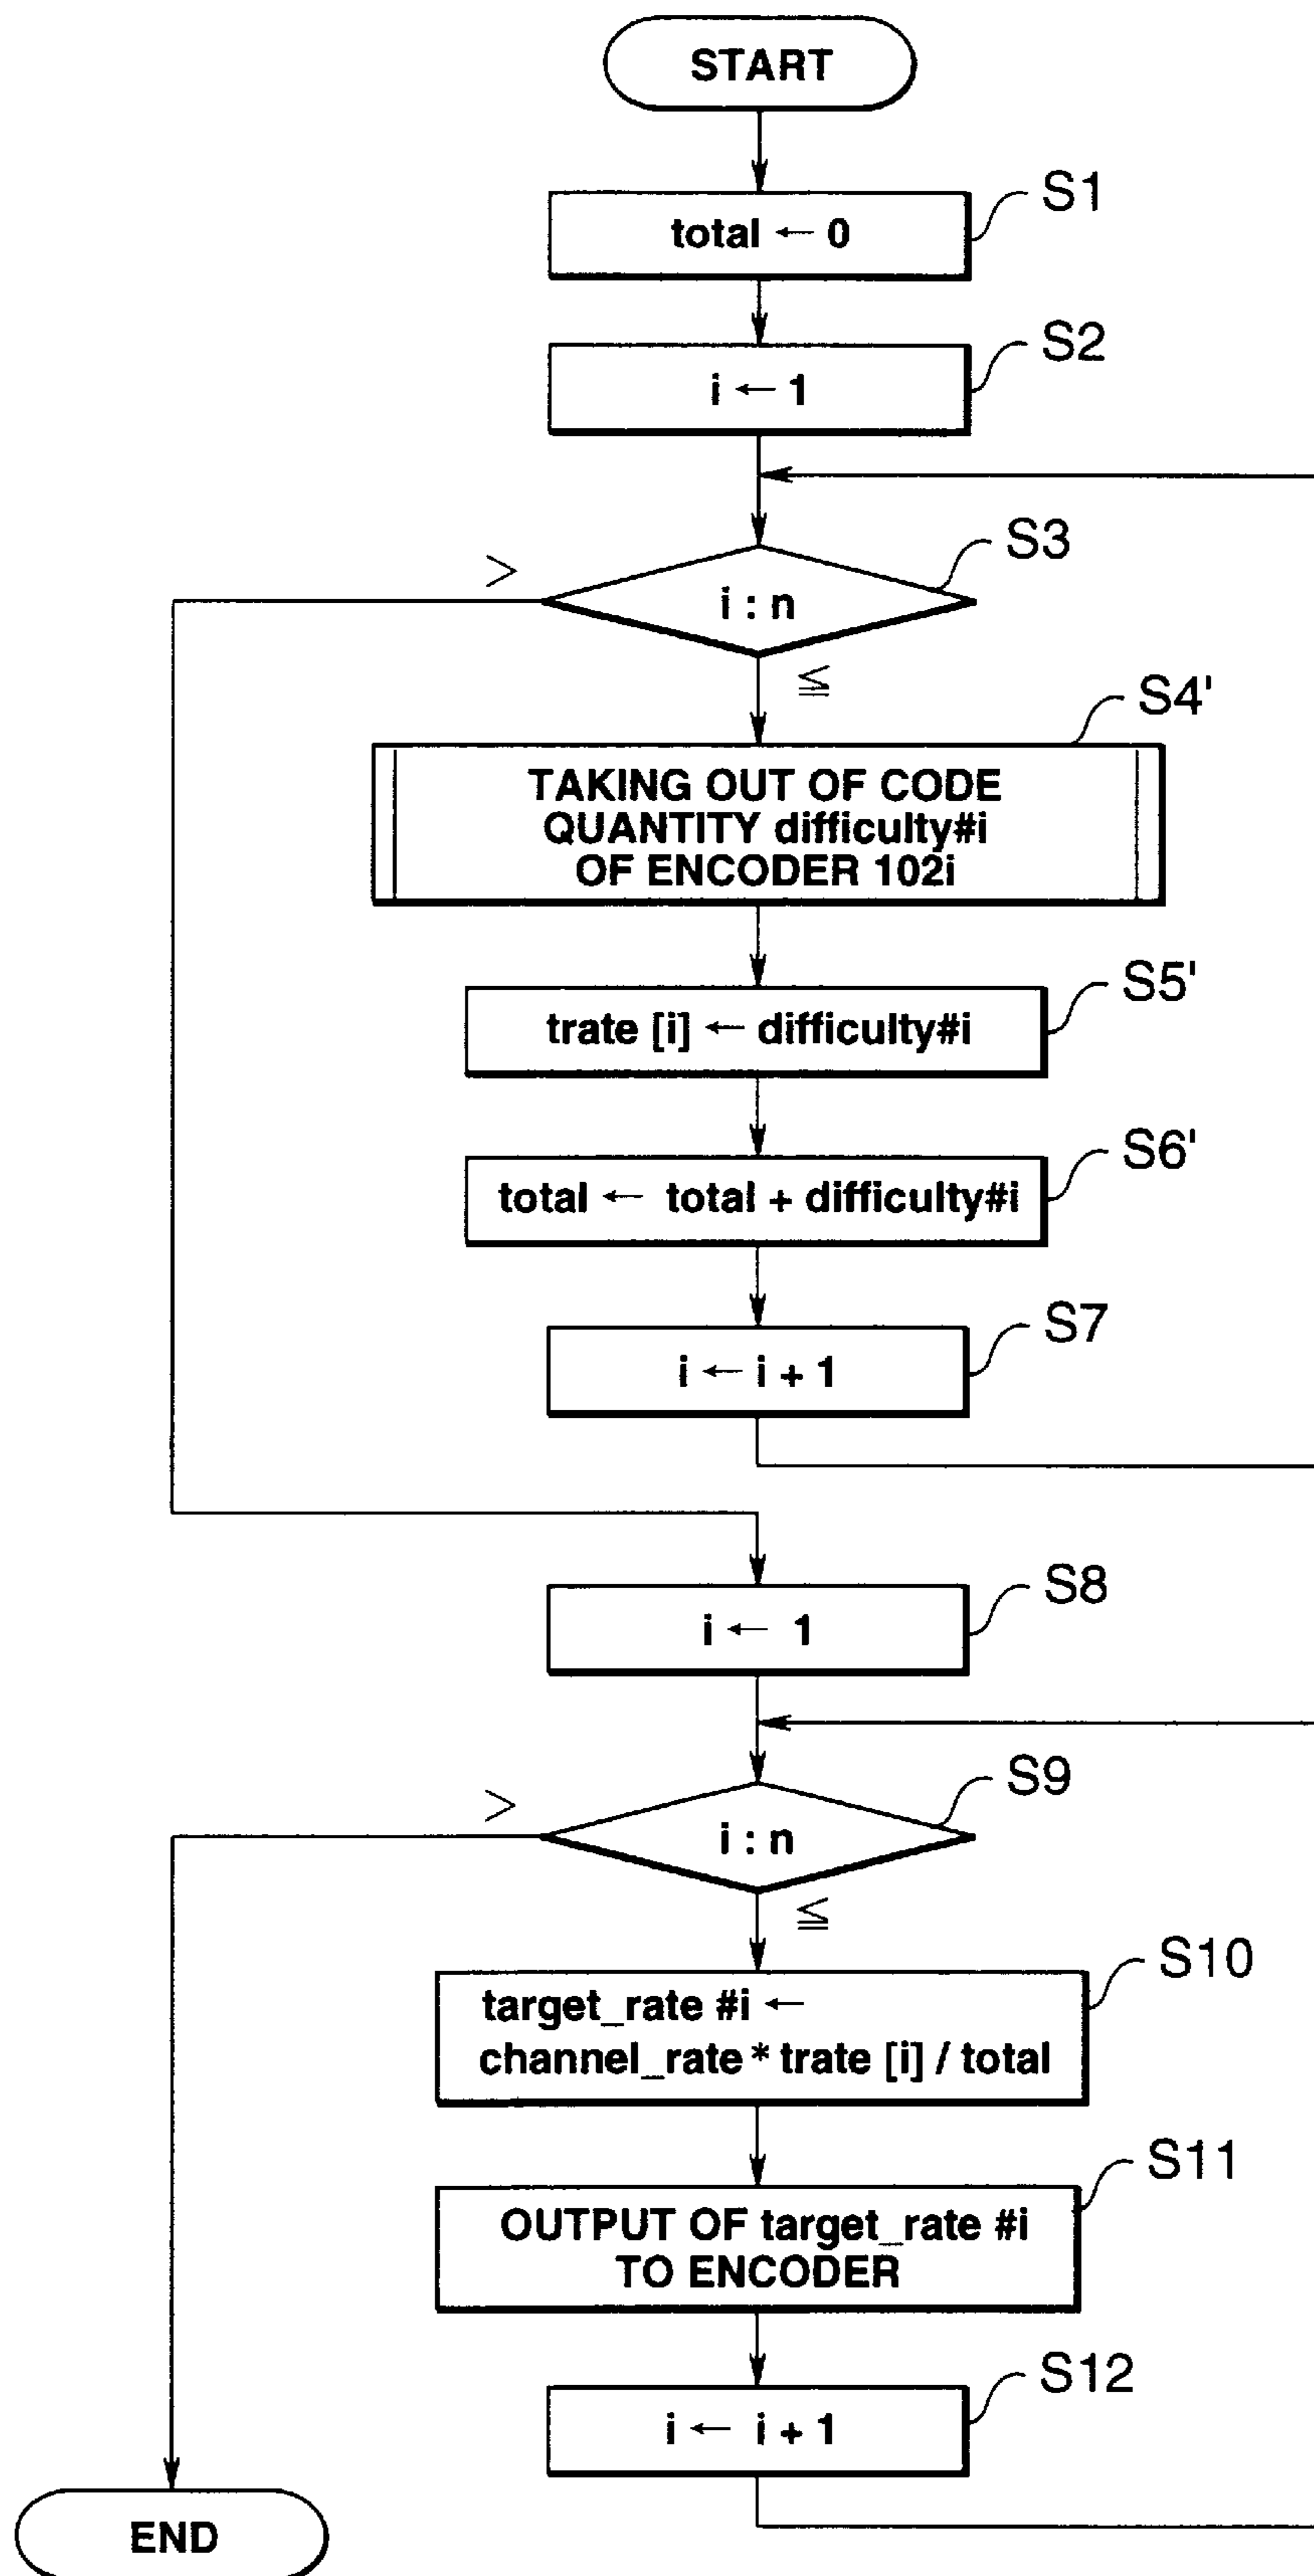 START
S1
total ← 0
S2
i ← 1
S3
>
i : n
≦
S4'
TAKING OUT OF CODE
QUANTITY difficulty#i
OF ENCODER 102i
S5'
trate [i] ← difficulty#i
S6'
total ← total + difficulty#i
S7
i ← i + 1
S8
i ← 1
S9
>
i : n
≦
S10
target_rate #i ←
channel_rate * trate [i] / total
S11
OUTPUT OF target_rate #i
TO ENCODER
S12
i ← i + 1
END